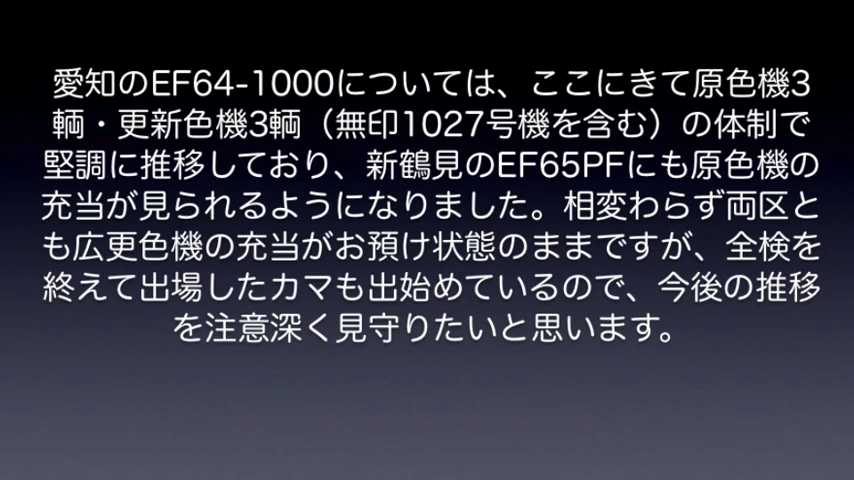 愛知のEF64-1000については、ここにきて原色機3
輌・更新色機3輌（無印1027号機を含む）の体制で
堅調に推移しており、新鶴見のEF65PFにも原色機の
充当が見られるようになりました。相変わらず両区と
も広更色機の充当がお預け状態のままですが、全検を
終えて出場したカマも出始めているので、今後の推移
を注意深く見守りたいと思います。